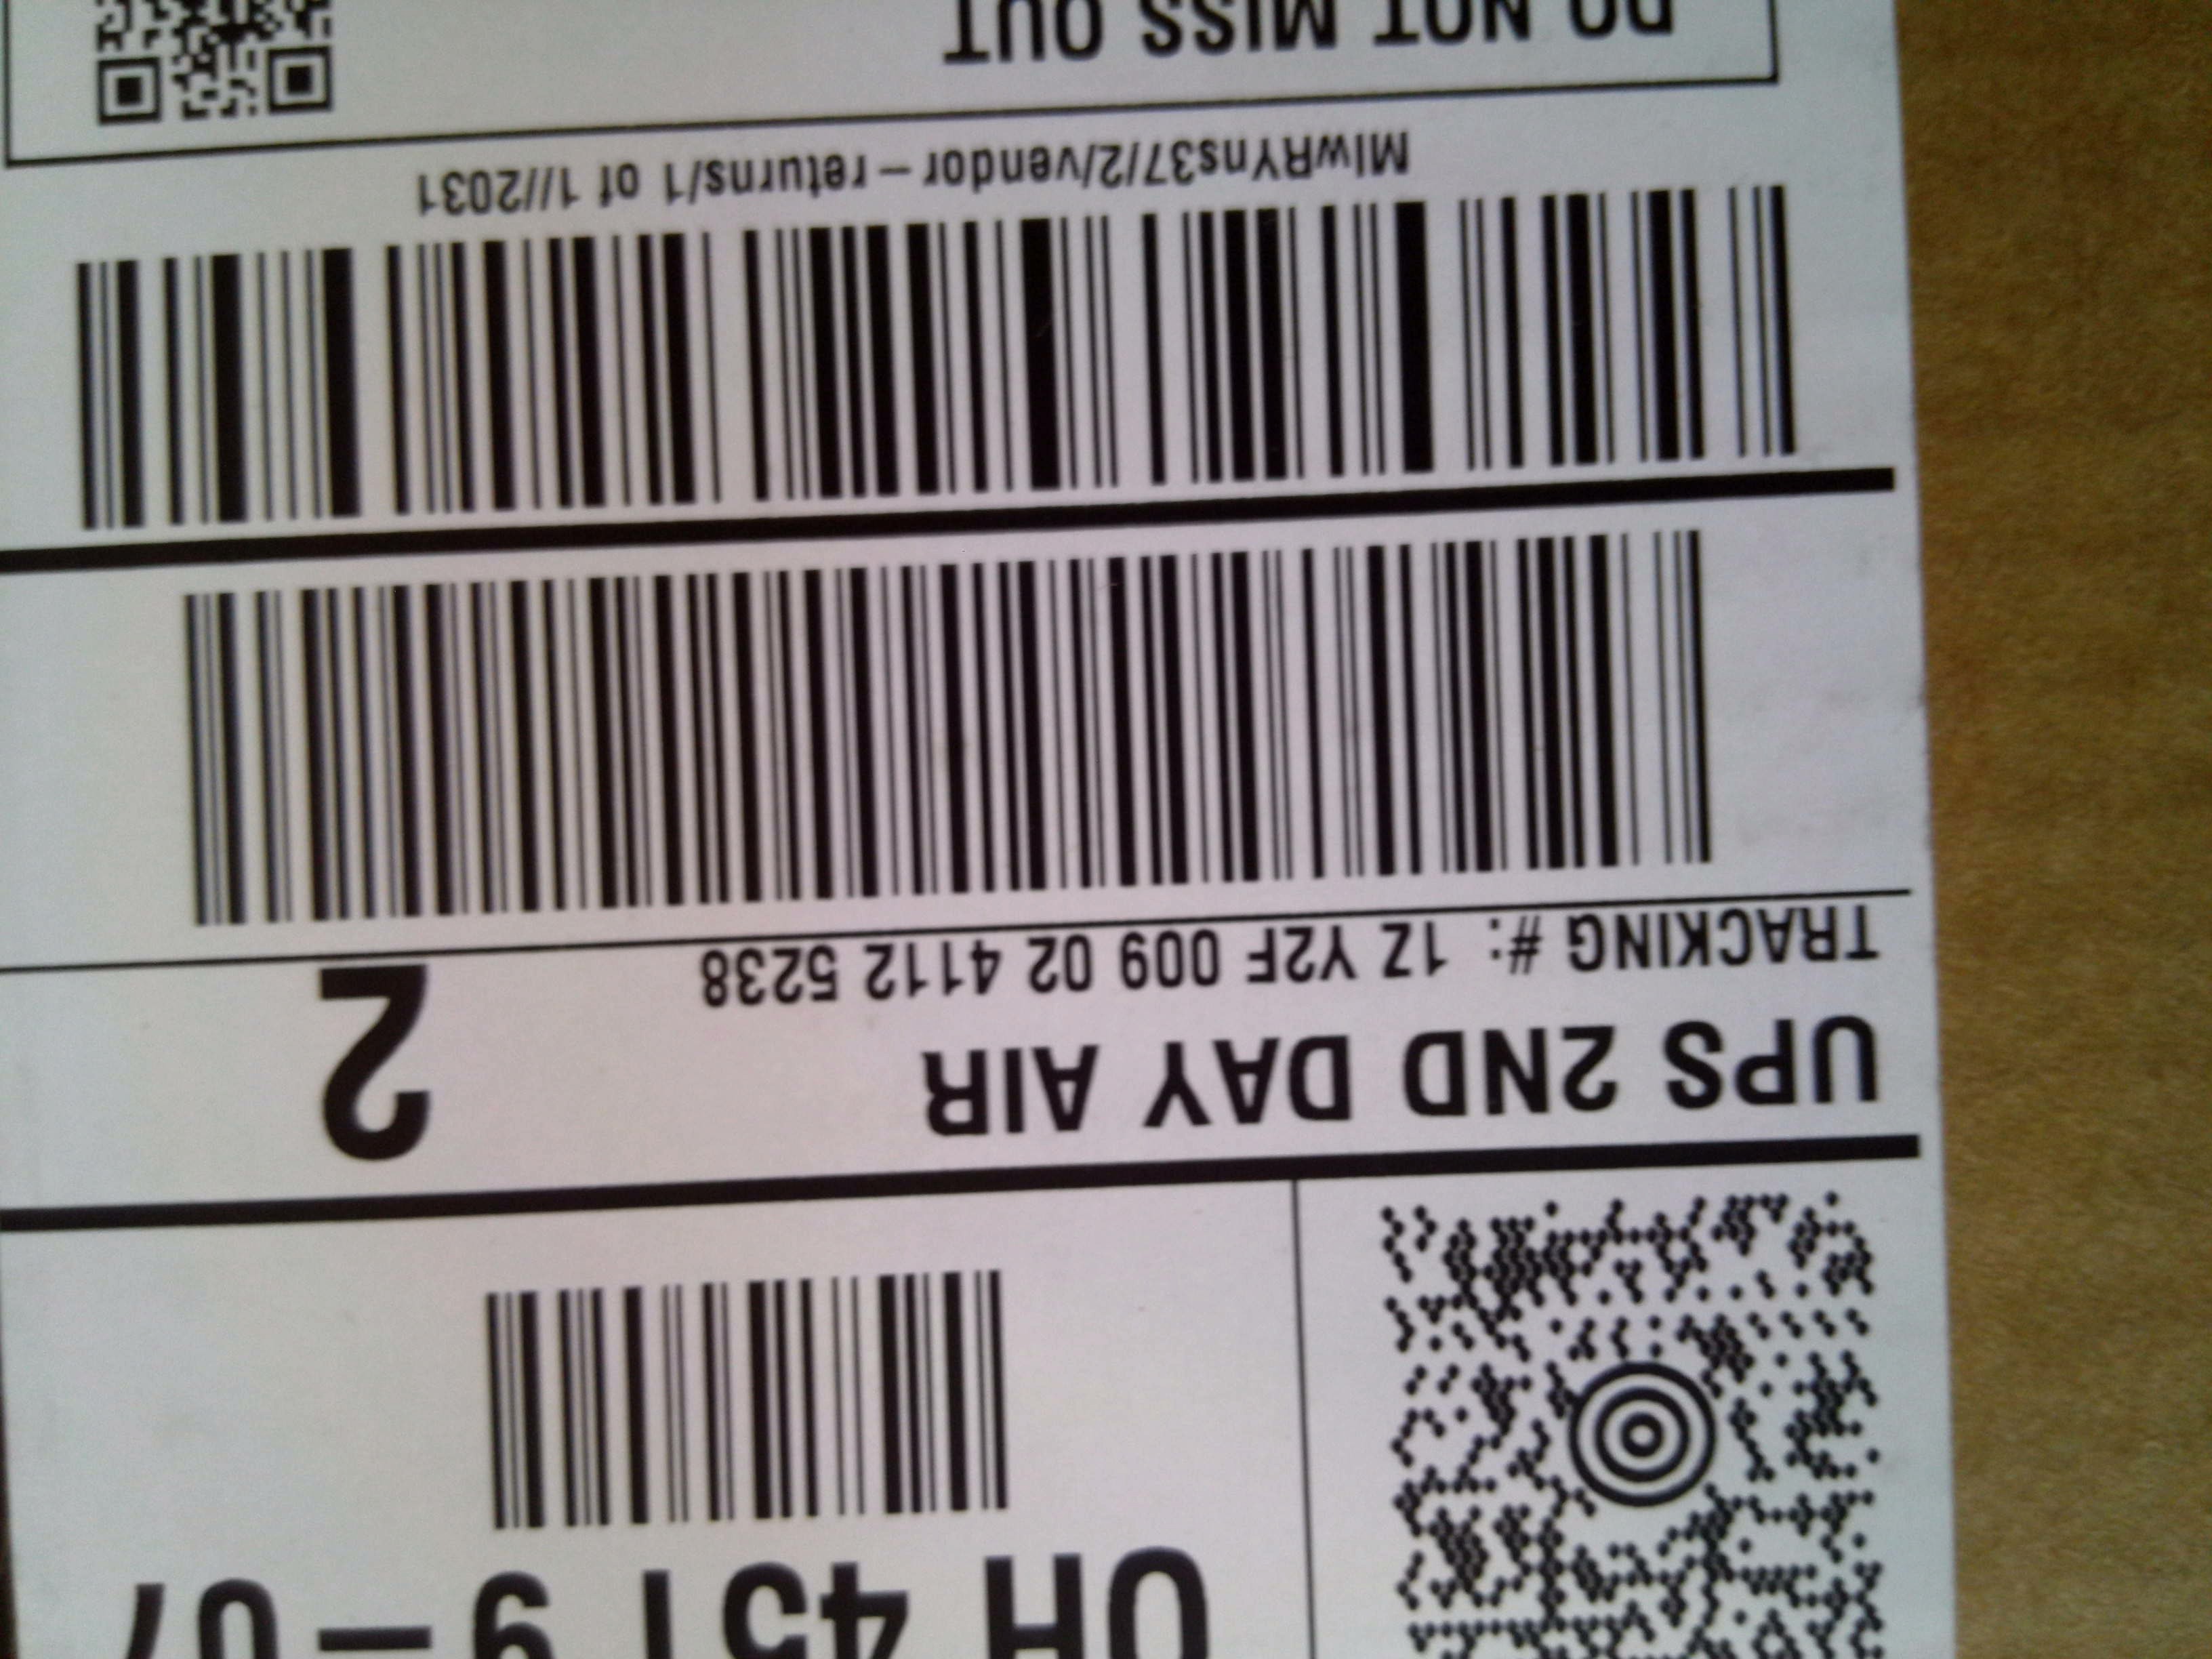 OH 451 9-07
UPS 2ND DAY AIR
2
TRACKING #: 1Z Y2F 009 02 4112 5238
MlwRYns37/2/vendor-returns/1 of 1//2031
DO NOT MISS OUT